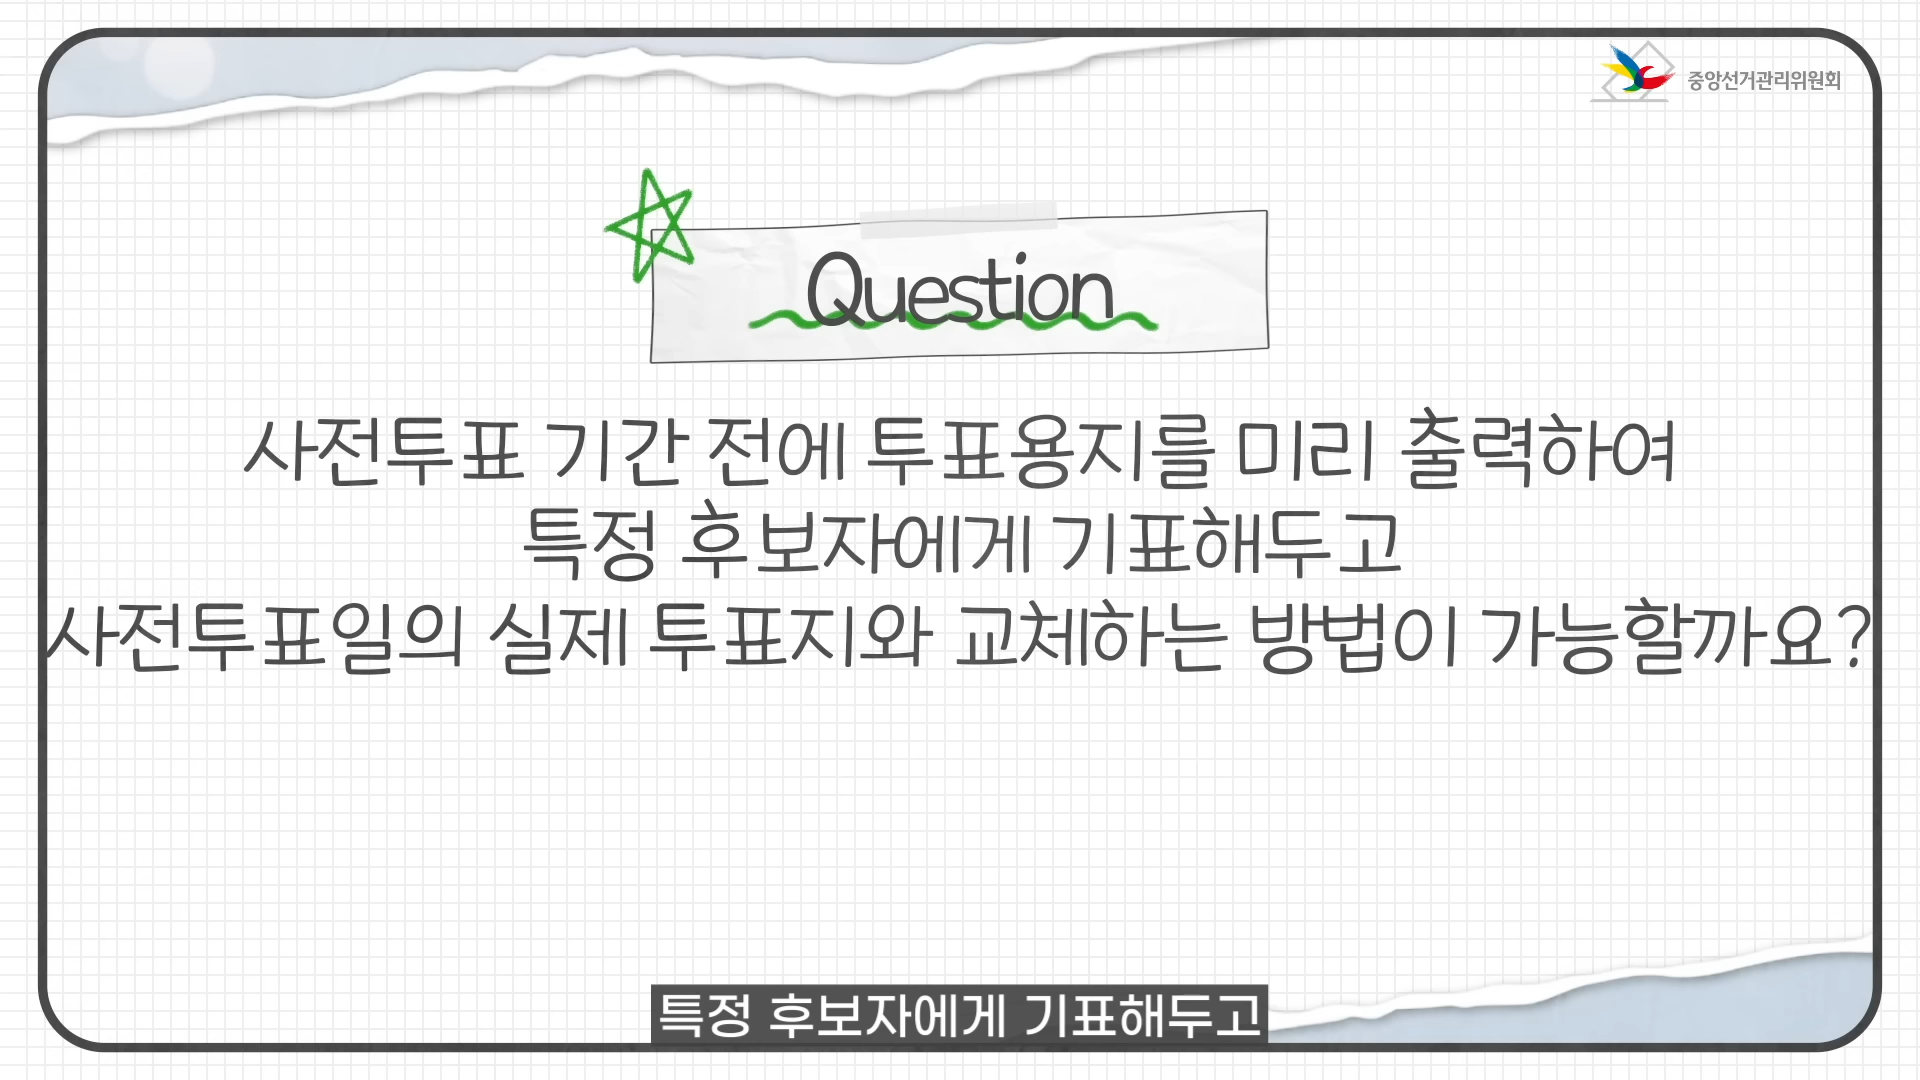 중앙선거관리위원회
Question
사전투표 기간 전에 투표용지를 미리 출력하여
특정 후보자에게 기표해두고
사전투표일의 실제 투표지와 교체하는 방법이 가능할까요?
특정 후보자에게 기표해두고